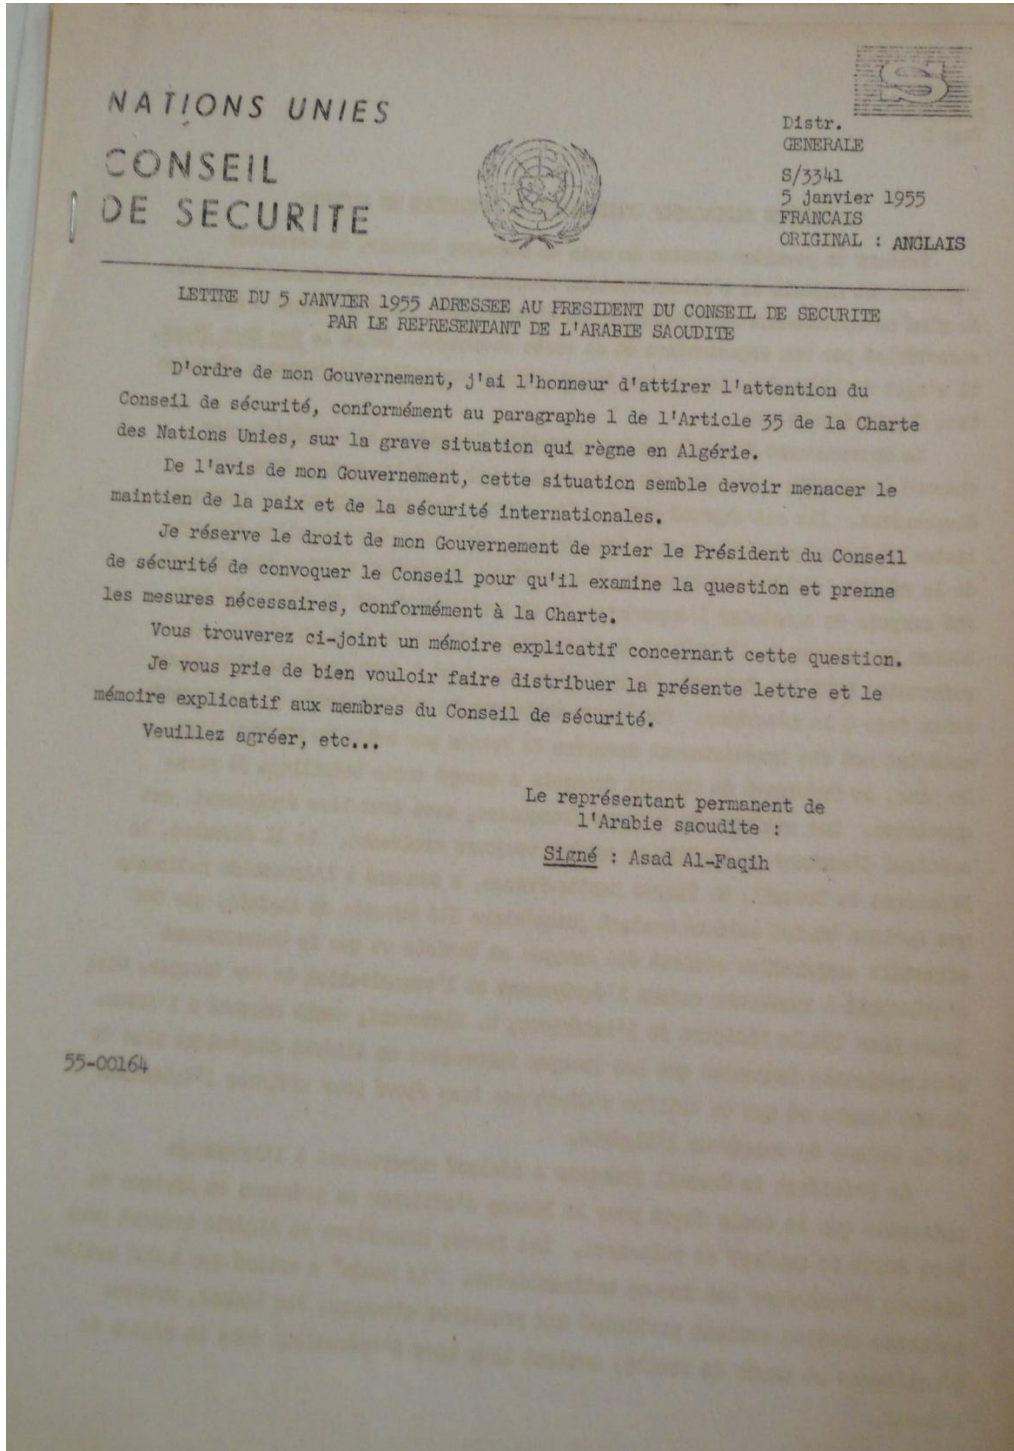 NATIONS UNIES
CONSEIL
DE SECURITE
S
Distr.
GENERALE
S/3341
5 janvier 1955
FRANCAIS
ORIGINAL : ANGLAIS
LETTRE DU 5 JANVIER 1955 ADRESSEE AU PRESIDENT DU CONSEIL DE SECURITE
PAR LE REPRESENTANT DE L'ARABIE SAOUDITE
D'ordre de mon Gouvernement, j'ai l'honneur d'attirer l'attention du
Conseil de sécurité, conformément au paragraphe 1 de l'Article 35 de la Charte
des Nations Unies, sur la grave situation qui règne en Algérie.
De l'avis de mon Gouvernement, cette situation semble devoir menacer le
maintien de la paix et de la sécurité internationales.
Je réserve le droit de mon Gouvernement de prier le Président du Conseil
de sécurité de convoquer le Conseil pour qu'il examine la question et prenne
les mesures nécessaires, conformément à la Charte.
Vous trouverez ci-joint un mémoire explicatif concernant cette question.
Je vous prie de bien vouloir faire distribuer la présente lettre et le
mémoire explicatif aux membres du Conseil de sécurité.
Veuillez agréer, etc...
Le représentant permanent de
l'Arabie saoudite :
Signé : Asad Al-Faqih
55-00164